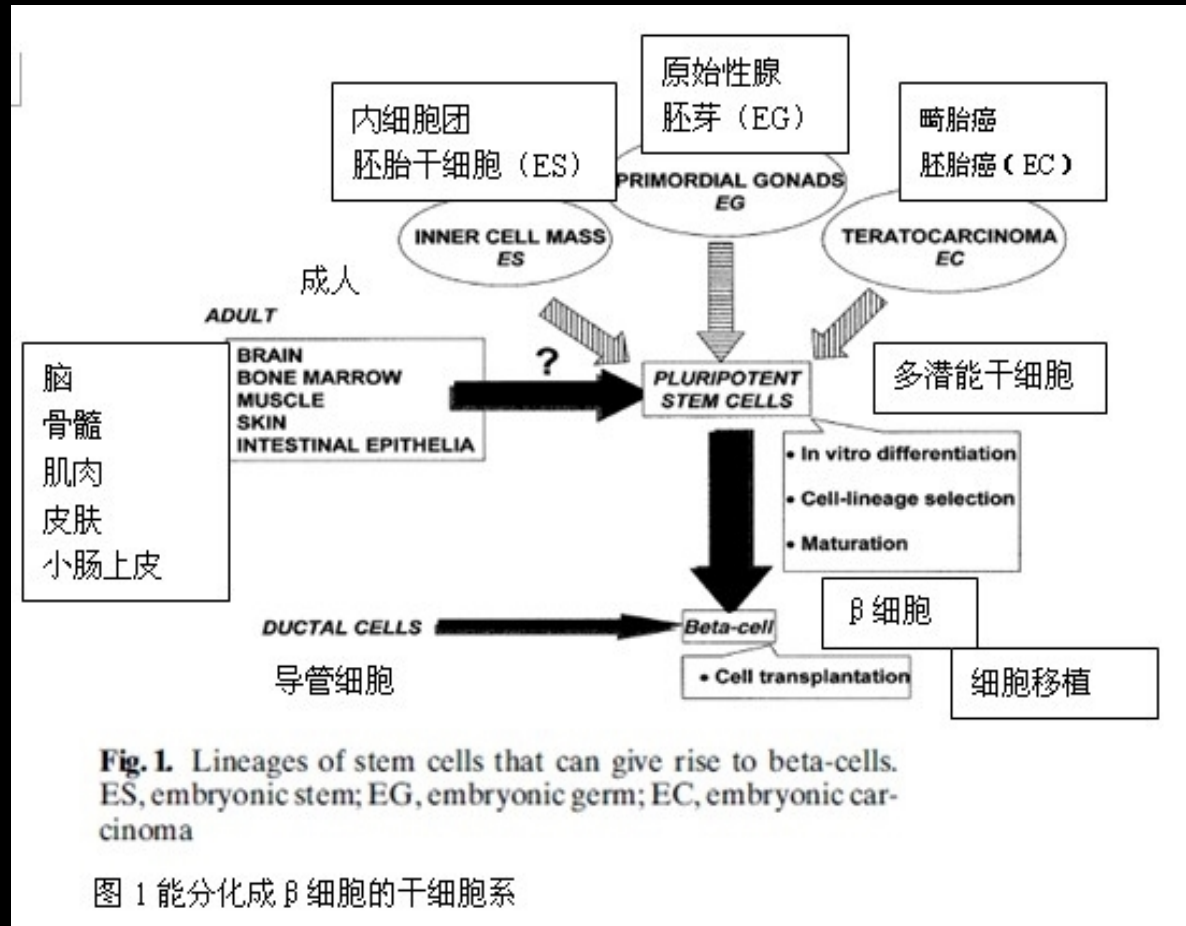 原始性腺
胚芽（EG）
内细胞团
胚胎干细胞（ES）
畸胎癌
胚胎癌（EC）
PRIMORDIAL GONADS
EG
INNER CELL MASS
ES
TERATOCARCINOMA
EC
成人
ADULT
脑
骨髓
肌肉
皮肤
小肠上皮
BRAIN
BONE MARROW
MUSCLE
SKIN
INTESTINAL EPITHELIA
?
PLURIPOTENT
STEM CELLS
多潜能干细胞
• In vitro differentiation
• Cell-lineage selection
• Maturation
DUCTAL CELLS
导管细胞
Beta-cell
β细胞
• Cell transplantation
细胞移植
Fig. 1. Lineages of stem cells that can give rise to beta-cells.
ES, embryonic stem; EG, embryonic germ; EC, embryonic car-
cinoma
图 1 能分化成β细胞的干细胞系